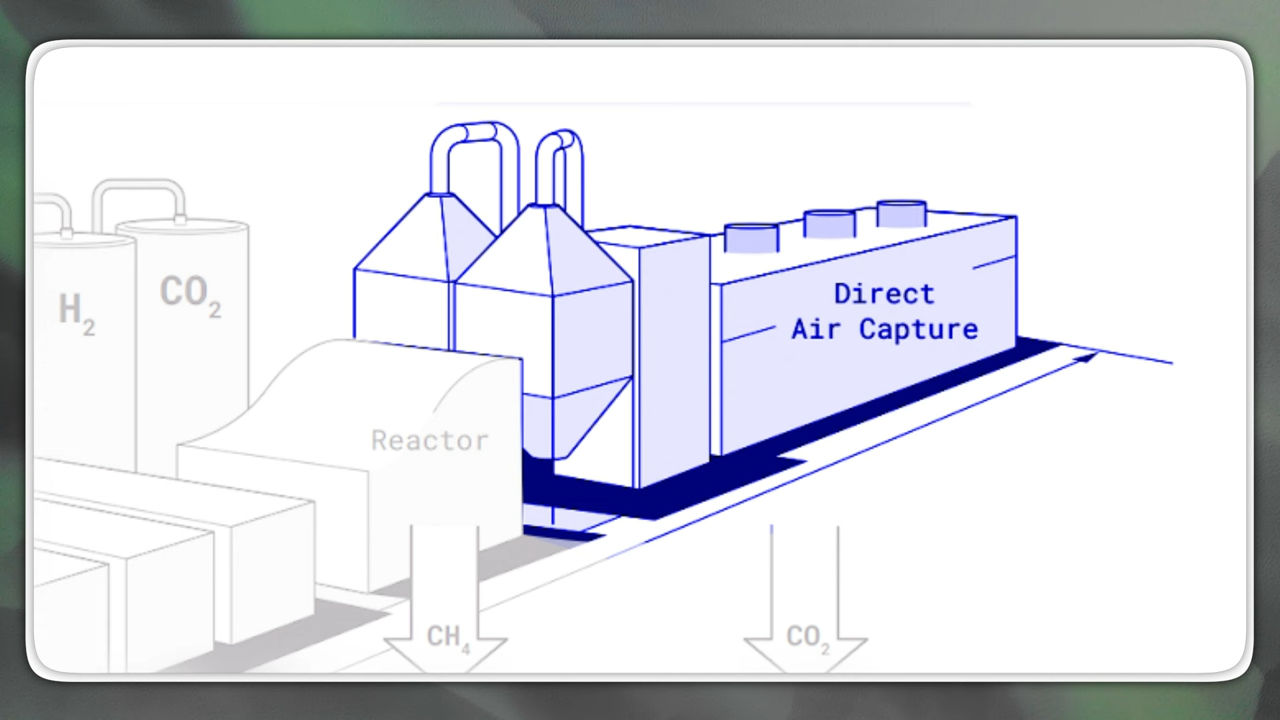 H₂
CO₂
Direct
Air Capture
Reactor
CH₄
CO₂